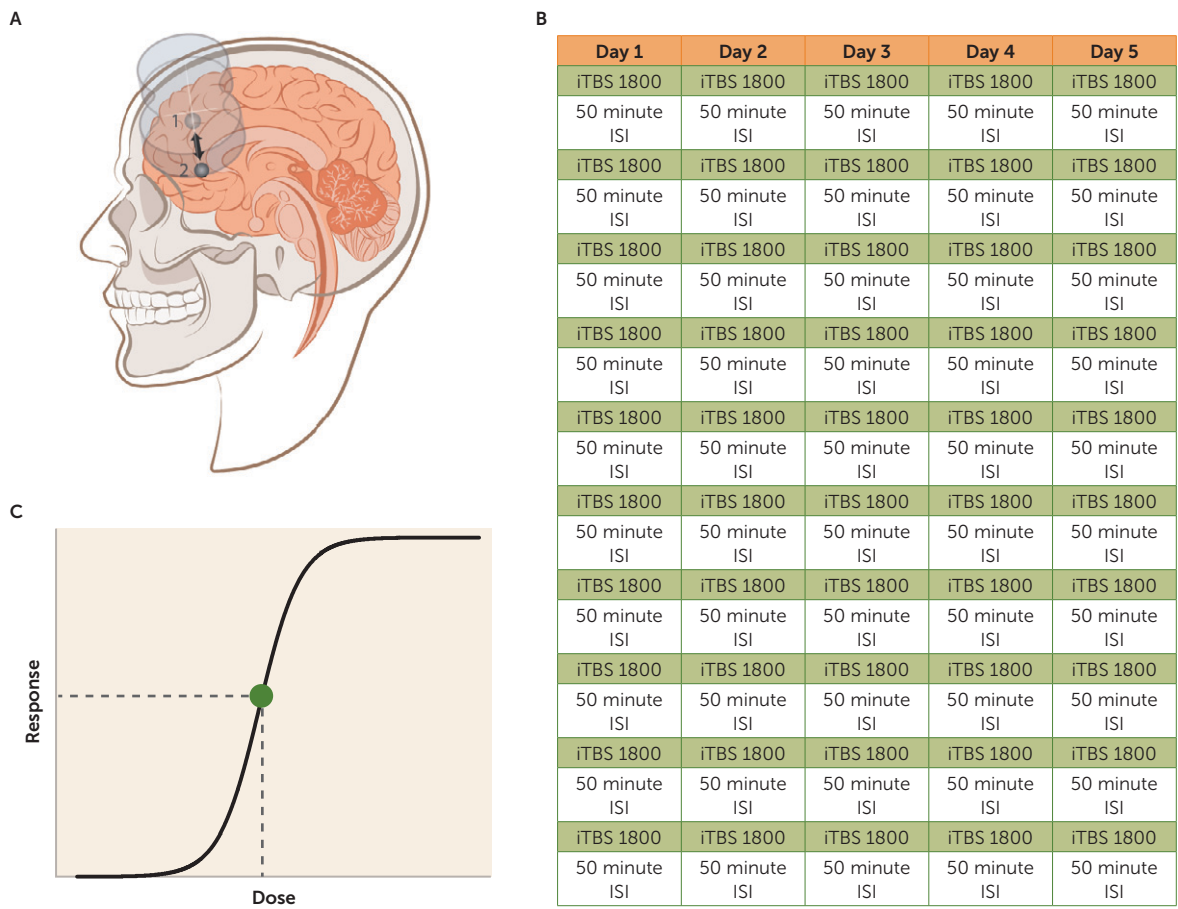 A
1
2
B
Day 1 Day 2 Day 3 Day 4 Day 5
iTBS 1800 iTBS 1800 iTBS 1800 iTBS 1800 iTBS 1800
50 minute 50 minute 50 minute 50 minute 50 minute
ISI ISI ISI ISI ISI
iTBS 1800 iTBS 1800 iTBS 1800 iTBS 1800 iTBS 1800
50 minute 50 minute 50 minute 50 minute 50 minute
ISI ISI ISI ISI ISI
iTBS 1800 iTBS 1800 iTBS 1800 iTBS 1800 iTBS 1800
50 minute 50 minute 50 minute 50 minute 50 minute
ISI ISI ISI ISI ISI
iTBS 1800 iTBS 1800 iTBS 1800 iTBS 1800 iTBS 1800
50 minute 50 minute 50 minute 50 minute 50 minute
ISI ISI ISI ISI ISI
iTBS 1800 iTBS 1800 iTBS 1800 iTBS 1800 iTBS 1800
50 minute 50 minute 50 minute 50 minute 50 minute
ISI ISI ISI ISI ISI
iTBS 1800 iTBS 1800 iTBS 1800 iTBS 1800 iTBS 1800
50 minute 50 minute 50 minute 50 minute 50 minute
ISI ISI ISI ISI ISI
iTBS 1800 iTBS 1800 iTBS 1800 iTBS 1800 iTBS 1800
50 minute 50 minute 50 minute 50 minute 50 minute
ISI ISI ISI ISI ISI
iTBS 1800 iTBS 1800 iTBS 1800 iTBS 1800 iTBS 1800
50 minute 50 minute 50 minute 50 minute 50 minute
ISI ISI ISI ISI ISI
iTBS 1800 iTBS 1800 iTBS 1800 iTBS 1800 iTBS 1800
50 minute 50 minute 50 minute 50 minute 50 minute
ISI ISI ISI ISI ISI
iTBS 1800 iTBS 1800 iTBS 1800 iTBS 1800 iTBS 1800
50 minute 50 minute 50 minute 50 minute 50 minute
ISI ISI ISI ISI ISI
C
Response
Dose